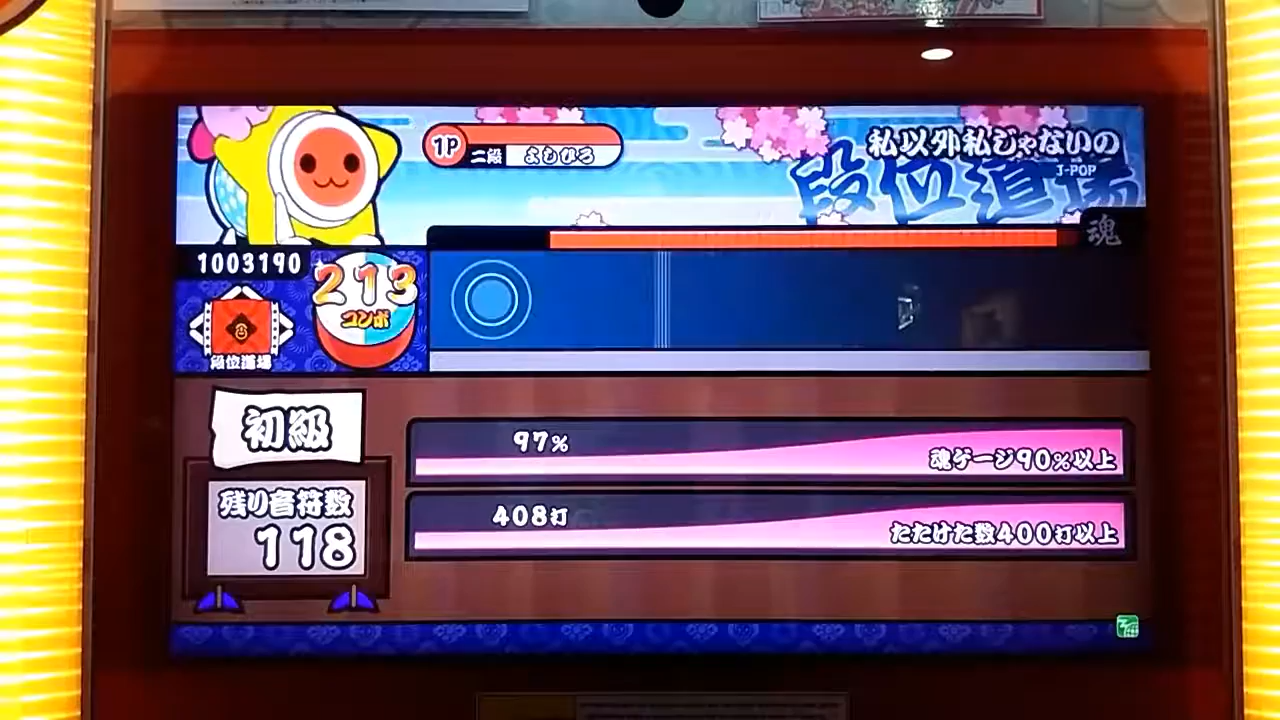 1P
二段 よしひろ
私以外私じゃないの
J-POP
段位道場
魂
1003190
213
コンボ
段位道場
初級
97%
魂ゲージ90%以上
残り音符数
118
408打
たたけた数400打以上